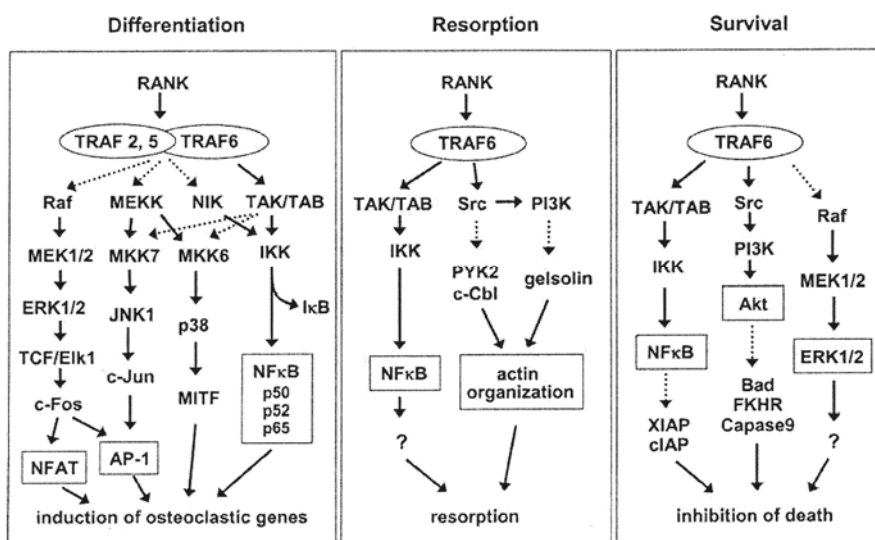 Differentiation
RANK
TRAF 2, 5
TRAF6
Raf
MEKK
NIK
TAK/TAB
MEK1/2
MKK7
MKK6
IKK
ERK1/2
JNK1
p38
IκB
TCF/Elk1
c-Jun
MITF
NFκB
p50
p52
p65
c-Fos
NFAT
AP-1
induction of osteoclastic genes
Resorption
RANK
TRAF6
TAK/TAB
Src
PI3K
IKK
PYK2
c-Cbl
gelsolin
NFκB
actin
organization
?
resorption
Survival
RANK
TRAF6
TAK/TAB
Src
Raf
IKK
PI3K
MEK1/2
Akt
NFκB
ERK1/2
XIAP
cIAP
Bad
FKHR
Capase9
?
inhibition of death